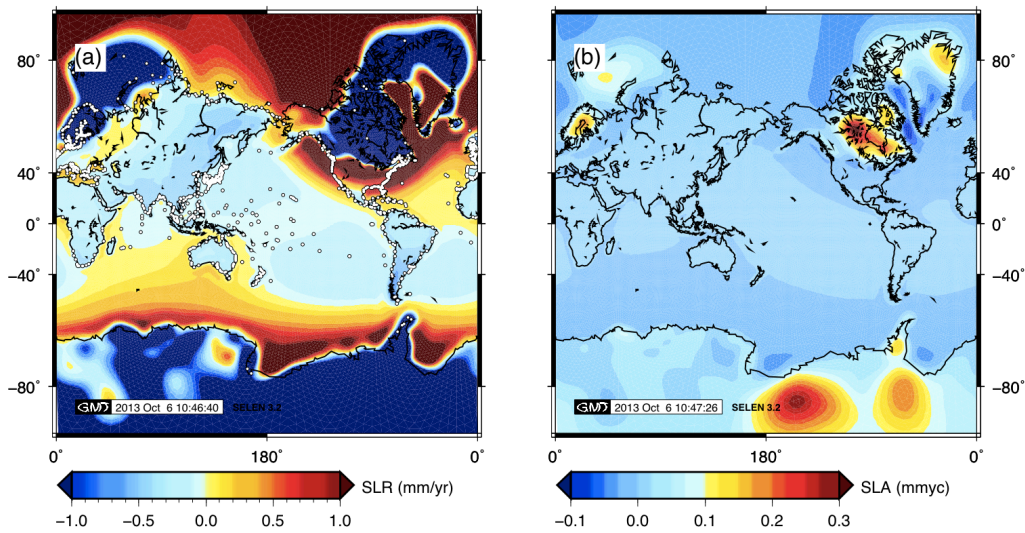 (a)
80°
40°
0°
−40°
−80°
GMT 2013 Oct 6 10:46:40 SELEN 3.2
0° 180° 0°
SLR (mm/yr)
−1.0 −0.5 0.0 0.5 1.0
(b)
80°
40°
0°
−40°
−80°
GMT 2013 Oct 6 10:47:26 SELEN 3.2
0° 180° 0°
SLA (mmyc)
−0.1 0.0 0.1 0.2 0.3